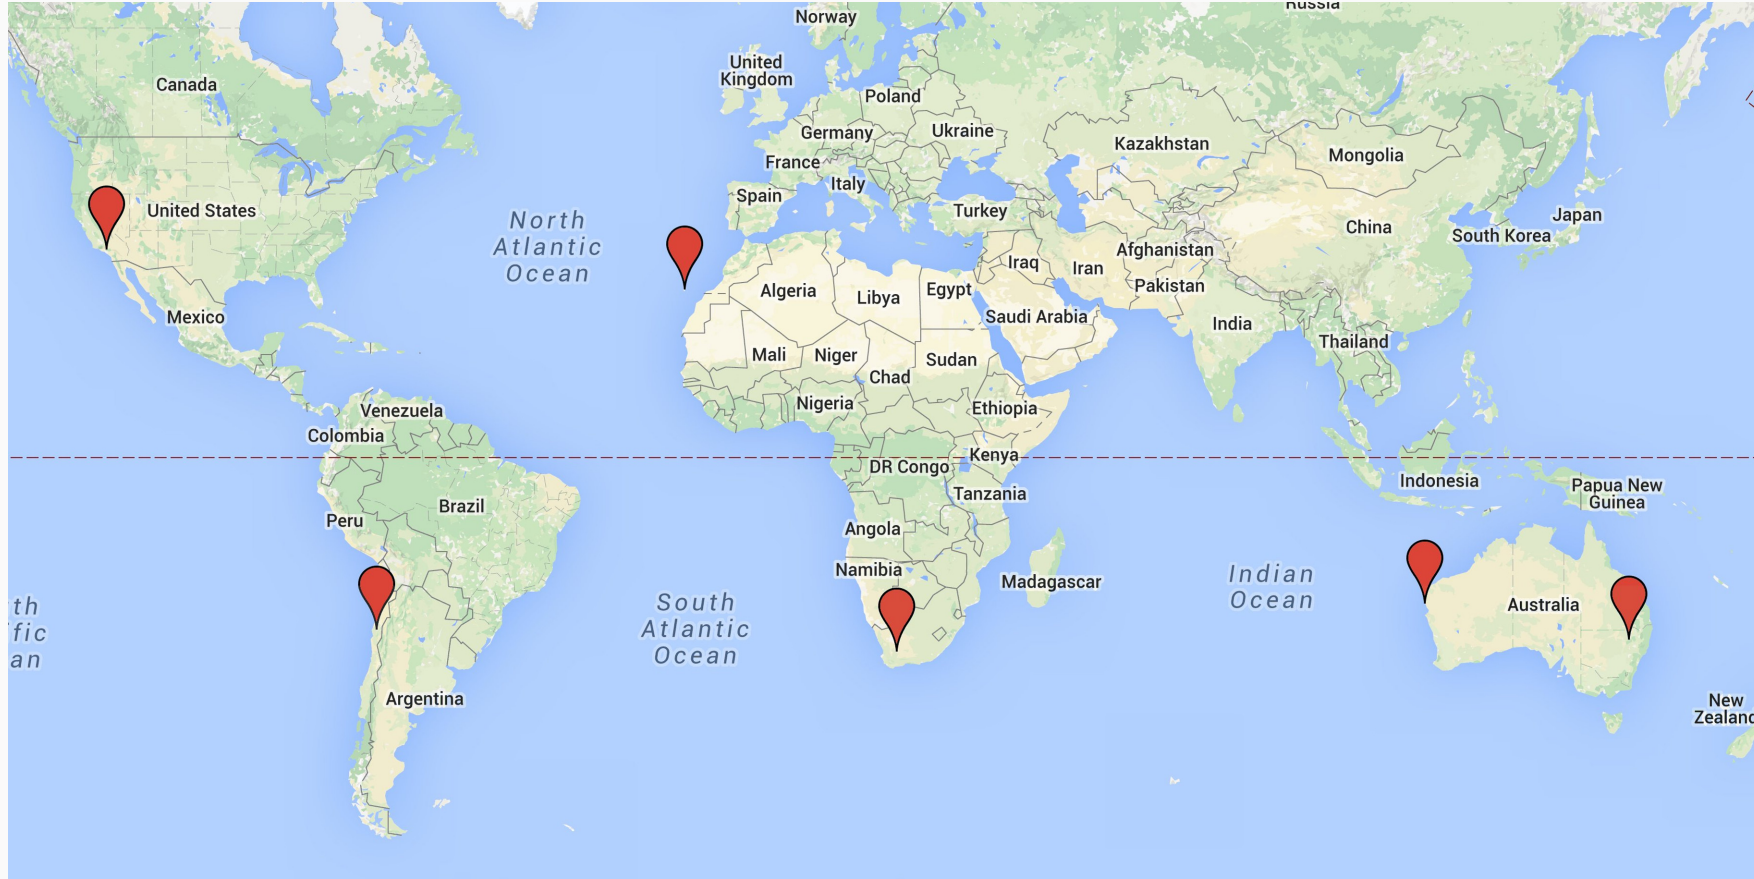 Russia
Norway
Canada
United
Kingdom
Poland
Germany
Ukraine
Kazakhstan
Mongolia
France
Italy
Spain
United States
North
Atlantic
Ocean
Turkey
Japan
China
South Korea
Afghanistan
Iraq
Iran
Pakistan
Algeria
Libya
Egypt
Saudi Arabia
India
Mexico
Thailand
Mali
Niger
Sudan
Chad
Nigeria
Ethiopia
Venezuela
Colombia
Kenya
DR Congo
Indonesia
Papua New
Guinea
Tanzania
Brazil
Peru
Angola
Namibia
Madagascar
Indian
Ocean
Australia
th
fic
an
South
Atlantic
Ocean
Argentina
New
Zealand